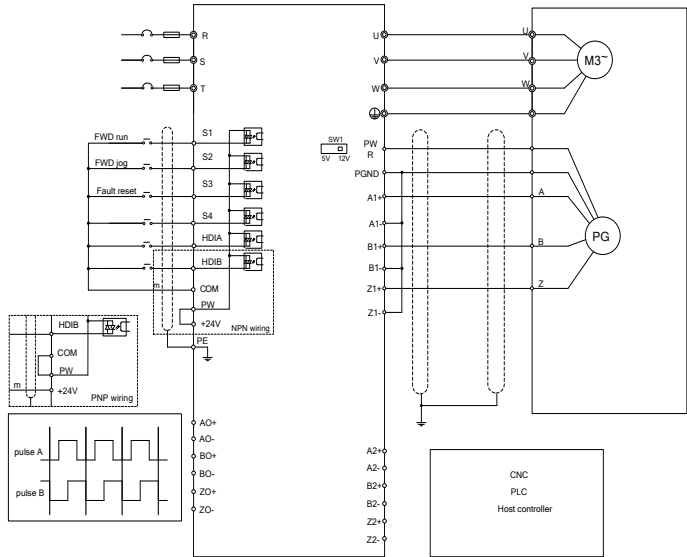 R
S
T
U
V
W
U
V
W
M3~
SW1
5V 12V
PW
R
PGND
A1+
A1-
B1+
B1-
Z1+
Z1-
A
B
Z
PG
FWD run
S1
FWD jog
S2
Fault reset
S3
S4
HDIA
HDIB
m
COM
PW
+24V
NPN wiring
PE
HDIB
COM
PW
m
+24V
PNP wiring
pulse A
pulse B
AO+
AO-
BO+
BO-
ZO+
ZO-
A2+
A2-
B2+
B2-
Z2+
Z2-
CNC
PLC
Host controller